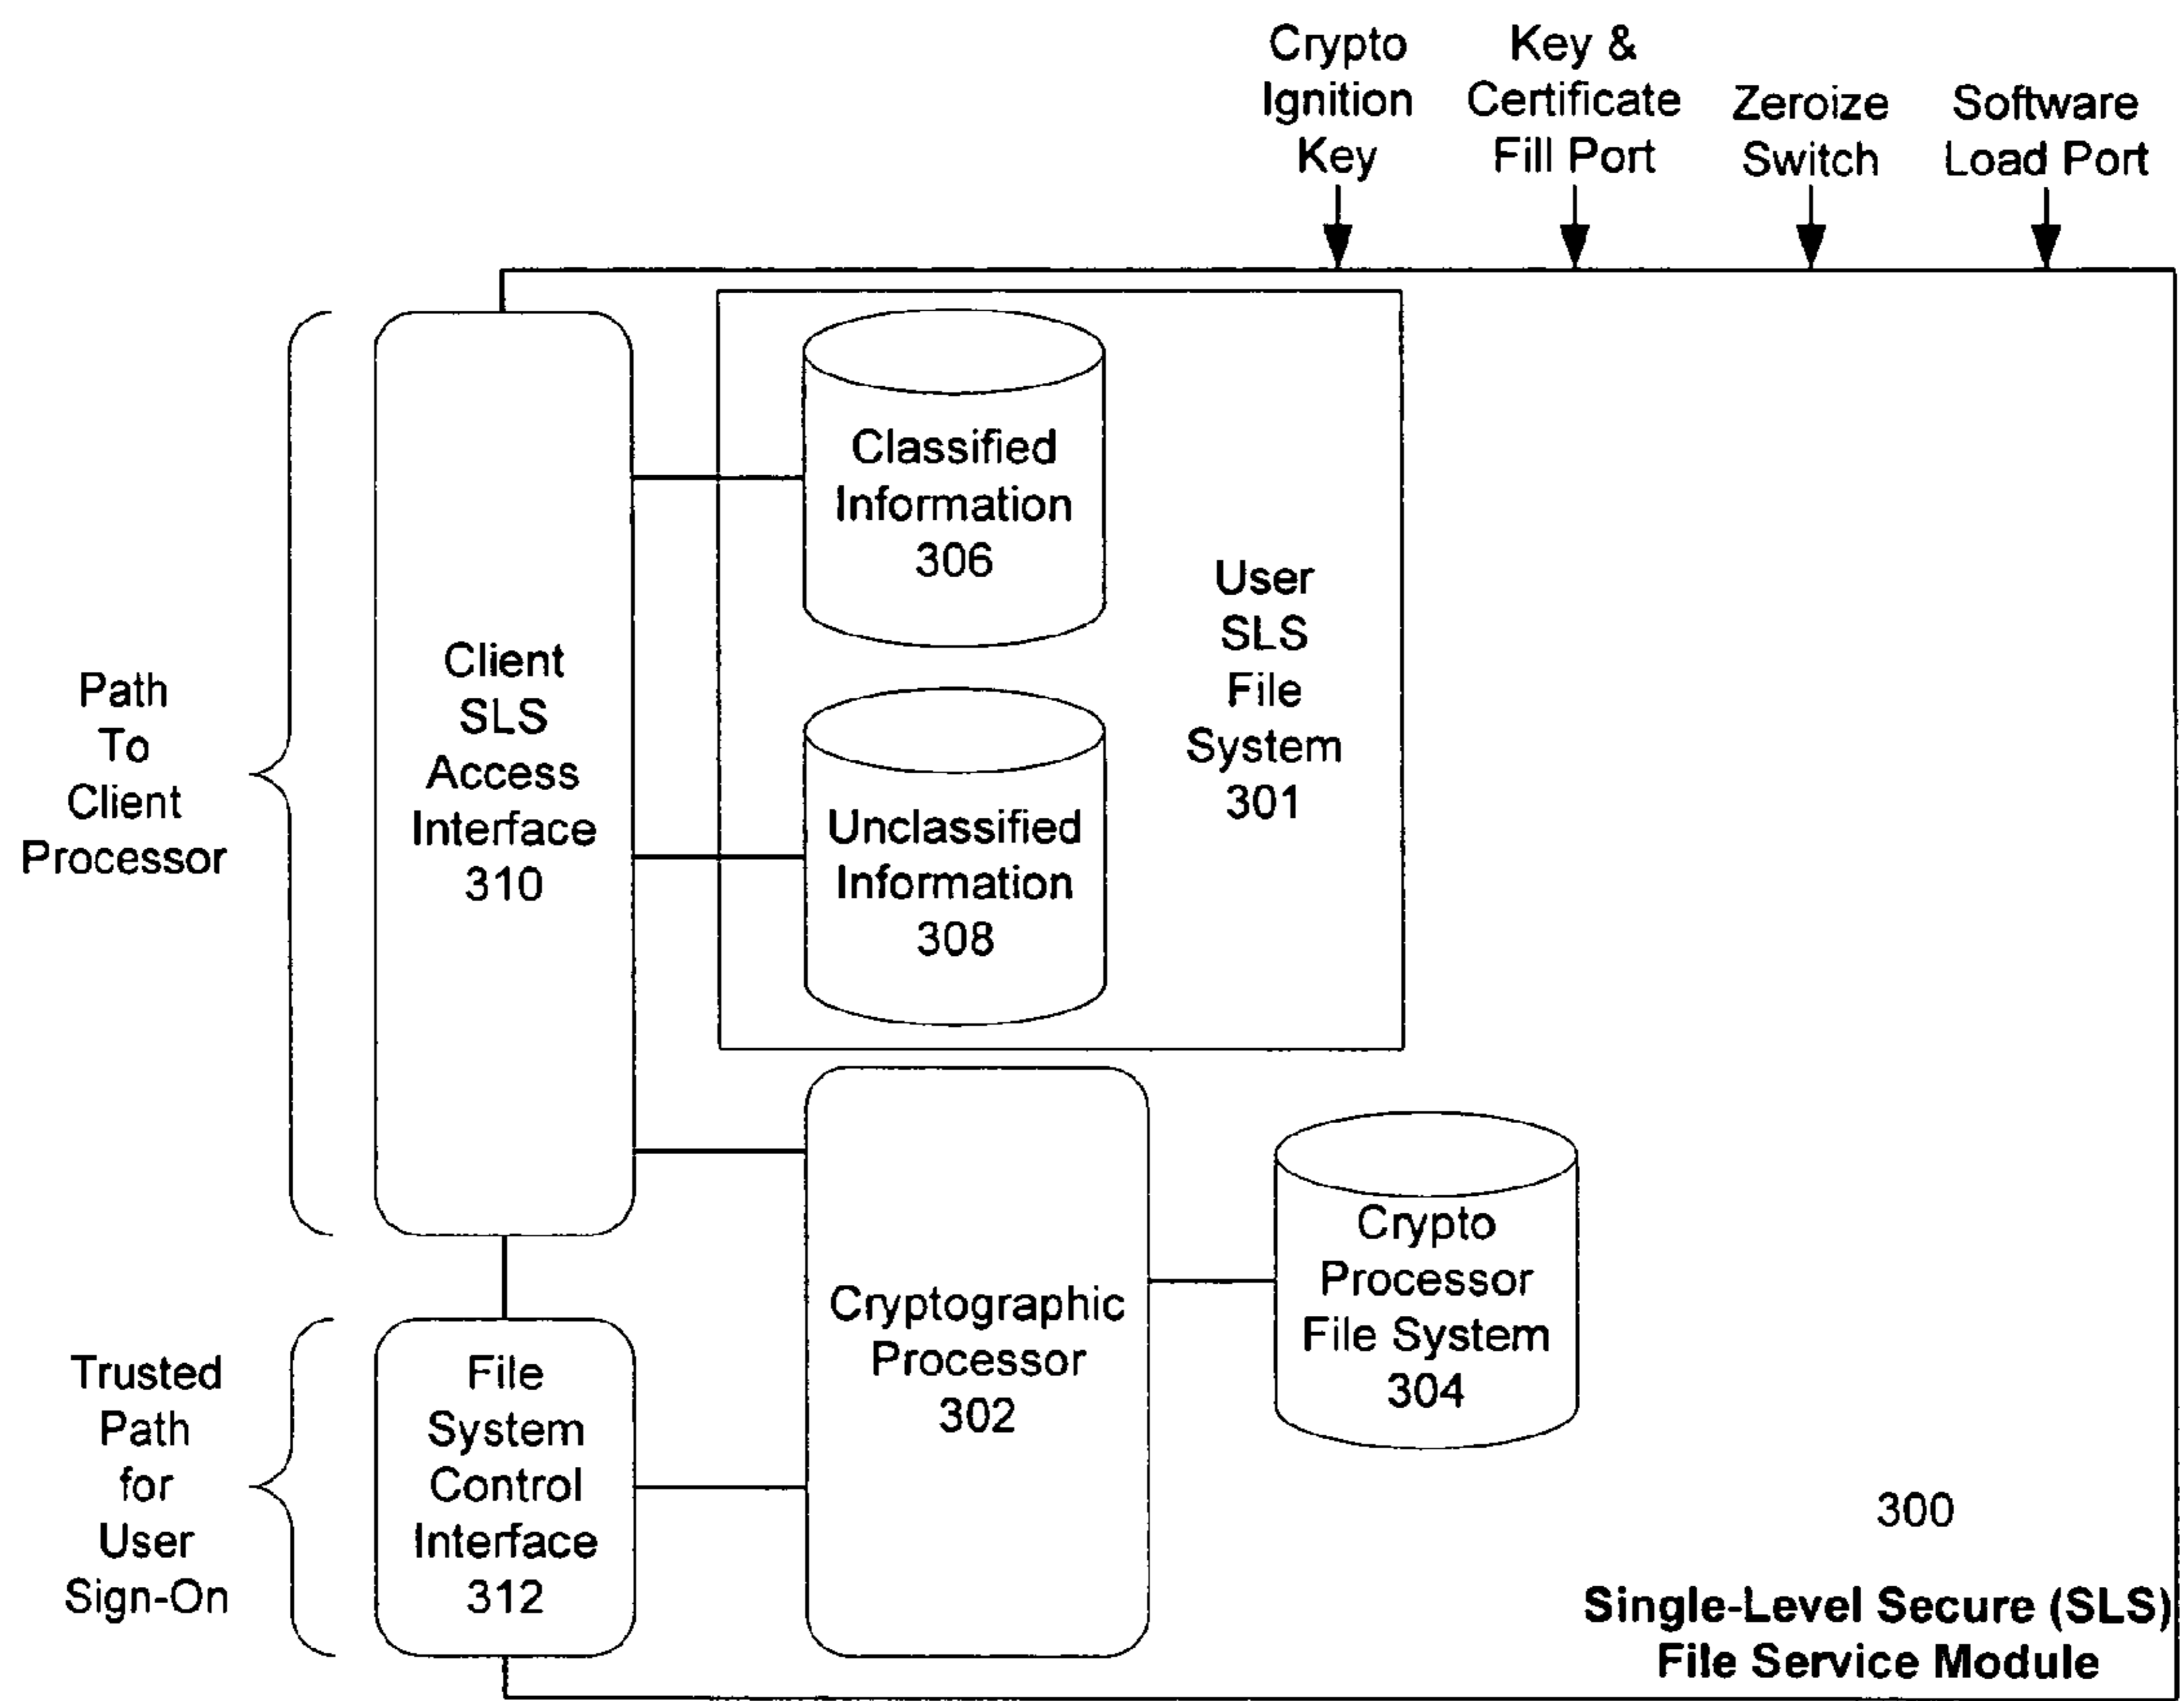 Crypto
Ignition
Key
Key &
Certificate
Fill Port
Zeroize
Switch
Software
Load Port
Path
To
Client
Processor
Client
SLS
Access
Interface
310
Classified
Information
306
Unclassified
Information
308
User
SLS
File
System
301
Trusted
Path
for
User
Sign-On
File
System
Control
Interface
312
Cryptographic
Processor
302
Crypto
Processor
File System
304
300
Single-Level Secure (SLS)
File Service Module